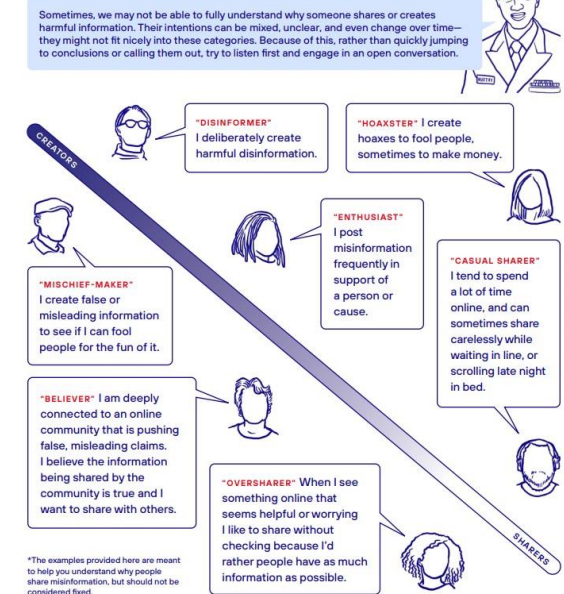 Sometimes, we may not be able to fully understand why someone shares or creates
harmful information. Their intentions can be mixed, unclear, and even change over time—
they might not fit nicely into these categories. Because of this, rather than quickly jumping
to conclusions or calling them out, try to listen first and engage in an open conversation.
MURTHY
CREATORS
"DISINFORMER"
I deliberately create
harmful disinformation.
"HOAXSTER" I create
hoaxes to fool people,
sometimes to make money.
"ENTHUSIAST"
I post
misinformation
frequently in
support of
a person or
cause.
"CASUAL SHARER"
I tend to spend
a lot of time
online, and can
sometimes share
carelessly while
waiting in line, or
scrolling late night
in bed.
"MISCHIEF-MAKER"
I create false or
misleading information
to see if I can fool
people for the fun of it.
"BELIEVER" I am deeply
connected to an online
community that is pushing
false, misleading claims.
I believe the information
being shared by the
community is true and I
want to share with others.
"OVERSHARER" When I see
something online that
seems helpful or worrying
I like to share without
checking because I'd
rather people have as much
information as possible.
SHARERS
*The examples provided here are meant
to help you understand why people
share misinformation, but should not be
considered fixed.